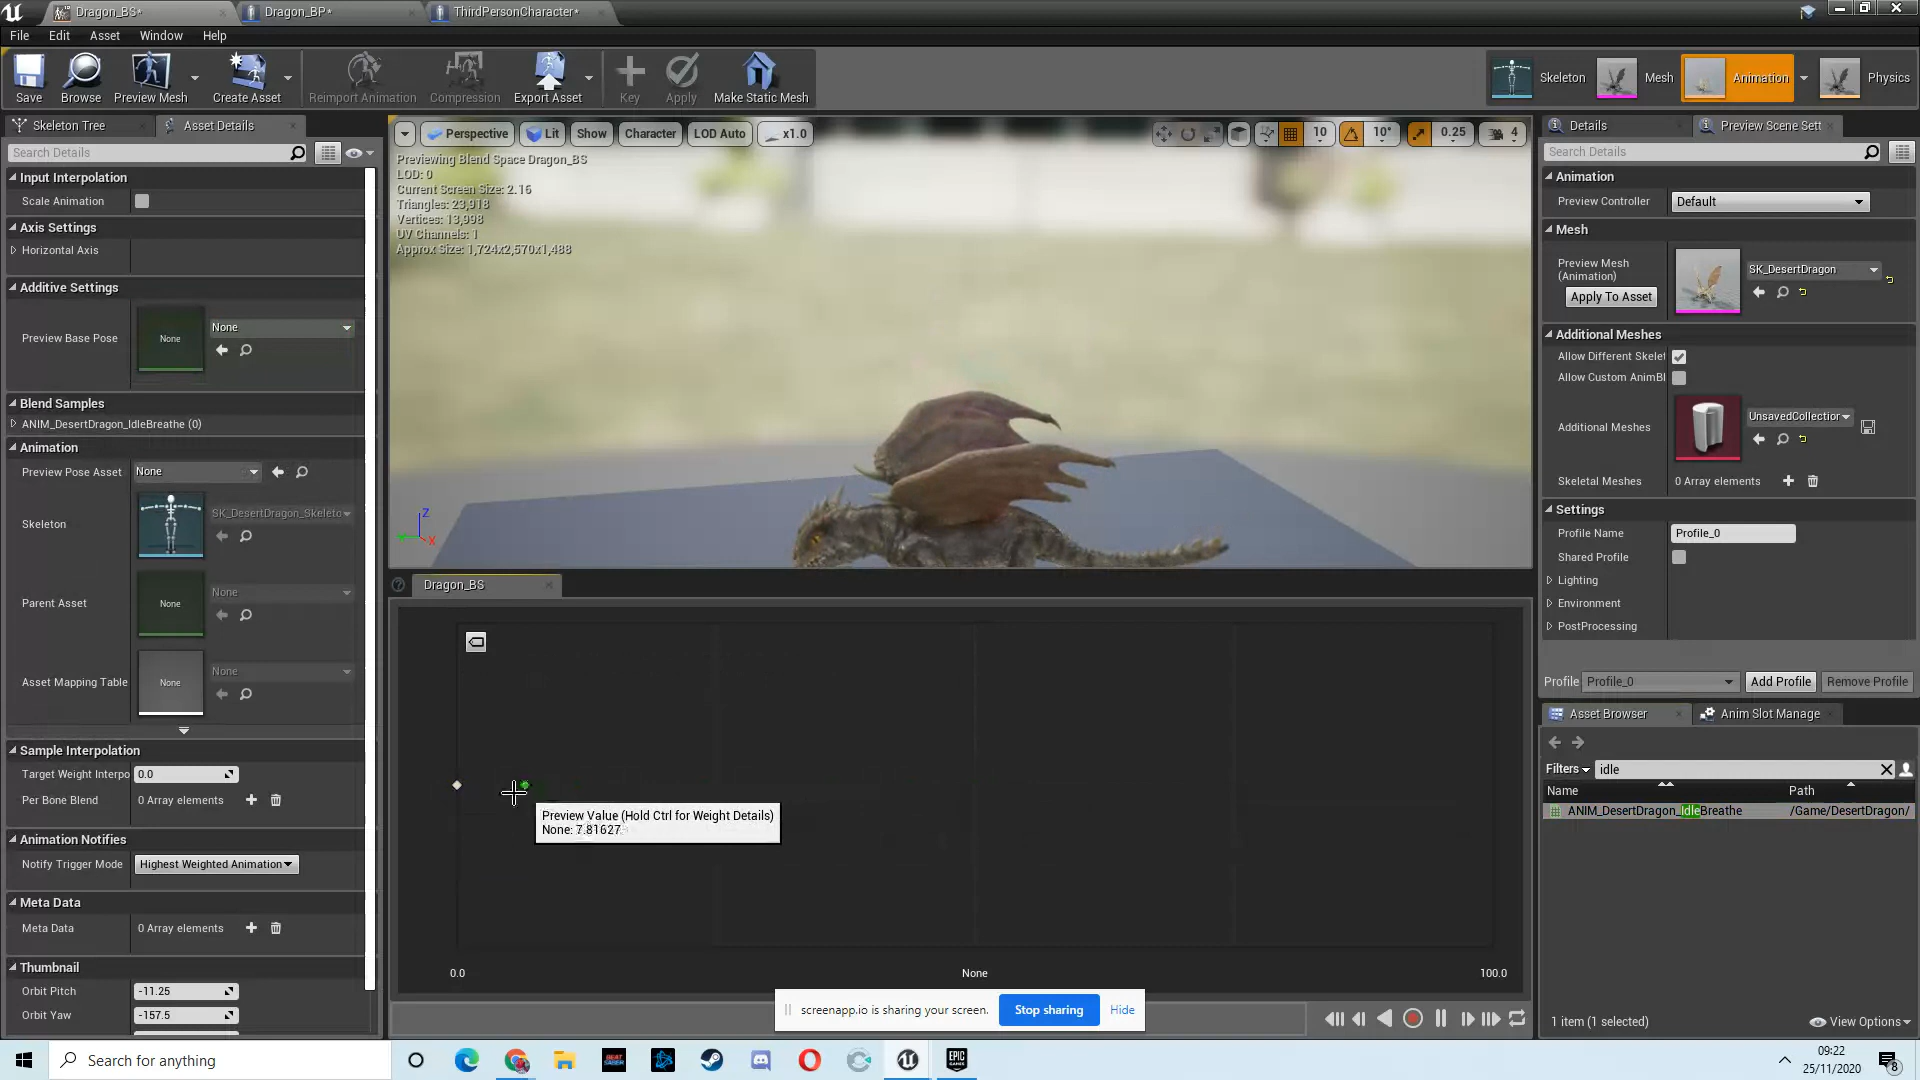 Dragon_BS*
Dragon_BP*
ThirdPersonCharacter*
File Edit Asset Window Help
Save Browse Preview Mesh Create Asset Reimport Animation Compression Export Asset Key Apply Make Static Mesh
Skeleton Mesh Animation Physics
Skeleton Tree Asset Details
Search Details
Input Interpolation
Scale Animation
Axis Settings
Horizontal Axis
Additive Settings
Preview Base Pose None None
Blend Samples
ANIM_DesertDragon_IdleBreathe (0)
Animation
Preview Pose Asset None
Skeleton SK_DesertDragon_Skeleto
Parent Asset None None
Asset Mapping Table None None
Sample Interpolation
Target Weight Interpo 0.0
Per Bone Blend 0 Array elements
Animation Notifies
Notify Trigger Mode Highest Weighted Animation
Meta Data
Meta Data 0 Array elements
Thumbnail
Orbit Pitch -11.25
Orbit Yaw -157.5
Perspective Lit Show Character LOD Auto x1.0 10 10° 0.25 4
Previewing Blend Space Dragon_BS
LOD: 0
Current Screen Size: 2.16
Triangles: 23,918
Vertices: 13,998
UV Channels: 1
Approx Size: 1,724x2,570x1,488
Z
X
Dragon_BS
Preview Value (Hold Ctrl for Weight Details)
None: 7.81627
0.0 None 100.0
screenapp.io is sharing your screen. Stop sharing Hide
Details Preview Scene Sett
Search Details
Animation
Preview Controller Default
Mesh
Preview Mesh
(Animation)
Apply To Asset
SK_DesertDragon
Additional Meshes
Allow Different Skelet
Allow Custom AnimBl
Additional Meshes UnsavedCollection
Skeletal Meshes 0 Array elements
Settings
Profile Name Profile_0
Shared Profile
Lighting
Environment
PostProcessing
Profile Profile_0 Add Profile Remove Profile
Asset Browser Anim Slot Manage
Filters idle
Name Path
ANIM_DesertDragon_IdleBreathe /Game/DesertDragon/
1 item (1 selected) View Options
Search for anything
BEAT SABER
EPIC GAMES
09:22
25/11/2020
8